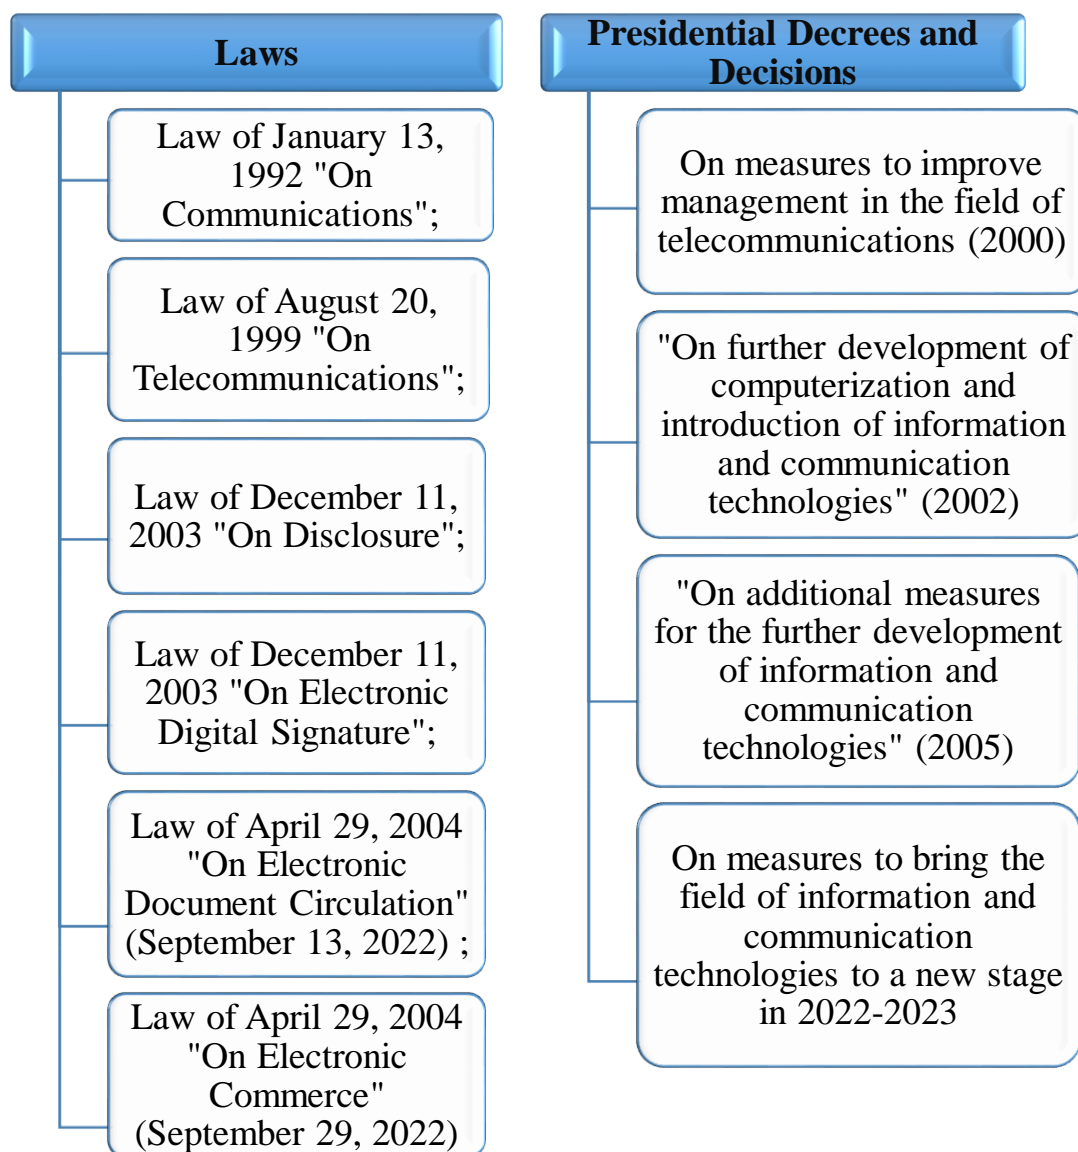 Laws
Law of January 13,
1992 "On
Communications";
Law of August 20,
1999 "On
Telecommunications";
Law of December 11,
2003 "On Disclosure";
Law of December 11,
2003 "On Electronic
Digital Signature";
Law of April 29, 2004
"On Electronic
Document Circulation"
(September 13, 2022) ;
Law of April 29, 2004
"On Electronic
Commerce"
(September 29, 2022)
Presidential Decrees and
Decisions
On measures to improve
management in the field of
telecommunications (2000)
"On further development of
computerization and
introduction of information
and communication
technologies" (2002)
"On additional measures
for the further development
of information and
communication
technologies" (2005)
On measures to bring the
field of information and
communication
technologies to a new stage
in 2022-2023